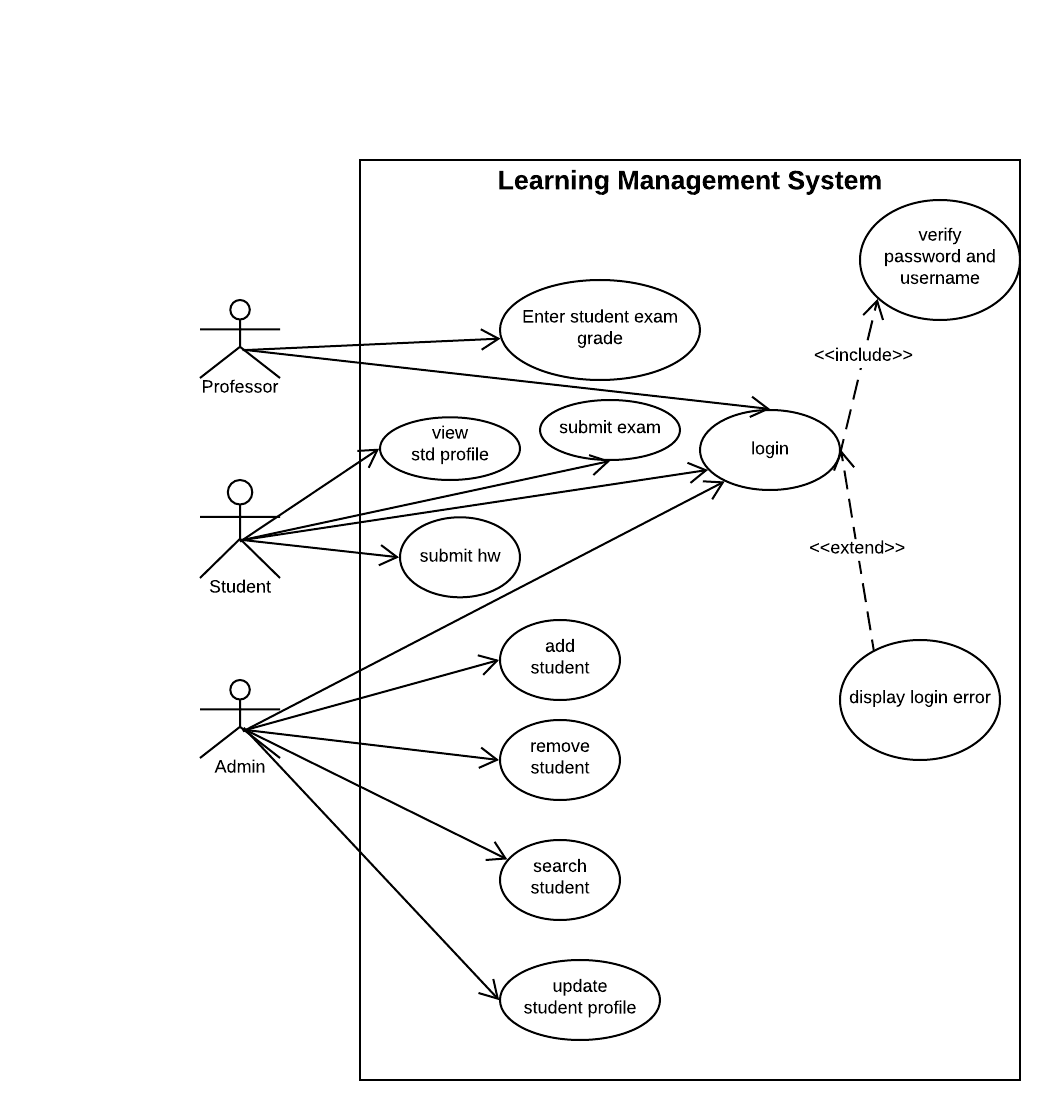 Learning Management System
verify
password and
username
Enter student exam
grade
<<include>>
Professor
view
std profile
submit exam
login
<<extend>>
submit hw
Student
add
student
display login error
remove
student
Admin
search
student
update
student profile